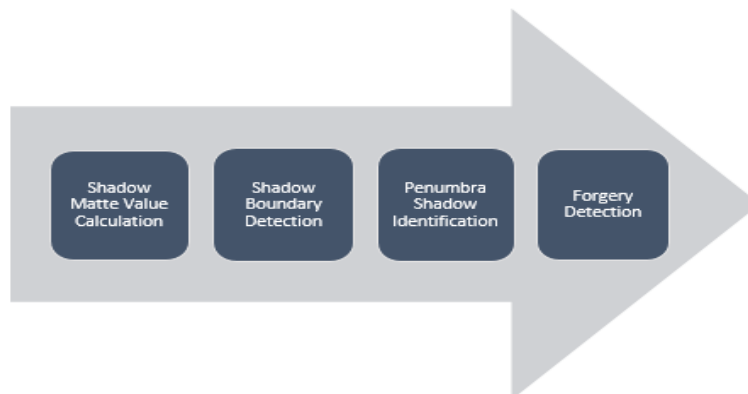 Shadow
Matte Value
Calculation
Shadow
Boundary
Detection
Penumbra
Shadow
Identification
Forgery
Detection